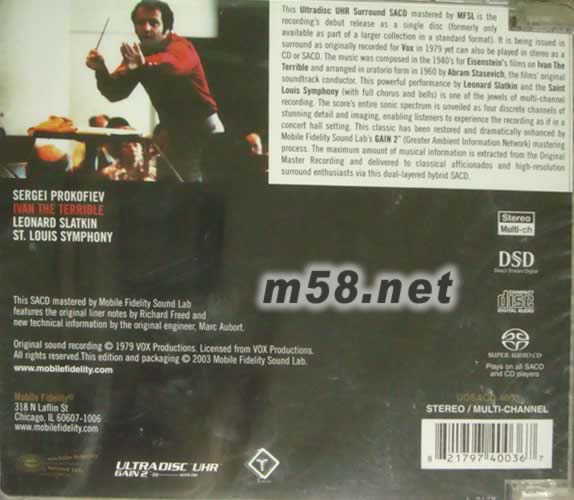 This Ultradisc UHR Surround SACD mastered by MFSL is the
recording's debut release as a single disc (formerly only
available as part of a larger collection in a standard format). It is being issued in
surround as originally recorded for Vox in 1979 yet can also be played in stereo as a
CD or SACD. The music was composed in the 1940's for Eisenstein's films on Ivan The
Terrible and arranged in oratorio form in 1960 by Abram Stasevich, the films' original
soundtrack conductor. This powerful performance by Leonard Slatkin and the Saint
Louis Symphony (with full chorus and bells) is one of the jewels of multi-channel
recording. The score's entire sonic spectrum is unveiled as four discrete channels of
stunning detail and imaging, enabling listeners to experience the recording as if in a
concert hall setting. This classic has been restored and dramatically enhanced by
Mobile Fidelity Sound Lab's GAIN 2™ (Greater Ambient Information Network) mastering
process. The maximum amount of musical information is extracted from the Original
Master Recording and delivered to classical afficionados and high-resolution
surround enthusiasts via this dual-layered hybrid SACD.
SERGEI PROKOFIEV
IVAN THE TERRIBLE
LEONARD SLATKIN
ST. LOUIS SYMPHONY
Stereo
Multi-ch
DSD
Direct Stream Digital
m58.net
COMPACT
disc
DIGITAL AUDIO
This SACD mastered by Mobile Fidelity Sound Lab
features the original liner notes by Richard Freed and
new technical information by the original engineer, Marc Aubort.
Original sound recording © 1979 VOX Productions. Licensed from VOX Productions.
All rights reserved.This edition and packaging © 2003 Mobile Fidelity Sound Lab.
www.mobilefidelity.com
SUPER AUDIO CD
Plays on all SACD
and CD players
Mobile Fidelity®
318 N Laflin St
Chicago, IL 60607-1006
www.mobilefidelity.com
STEREO / MULTI-CHANNEL
ULTRADISC UHR
GAIN 2
8 21797 40036 7